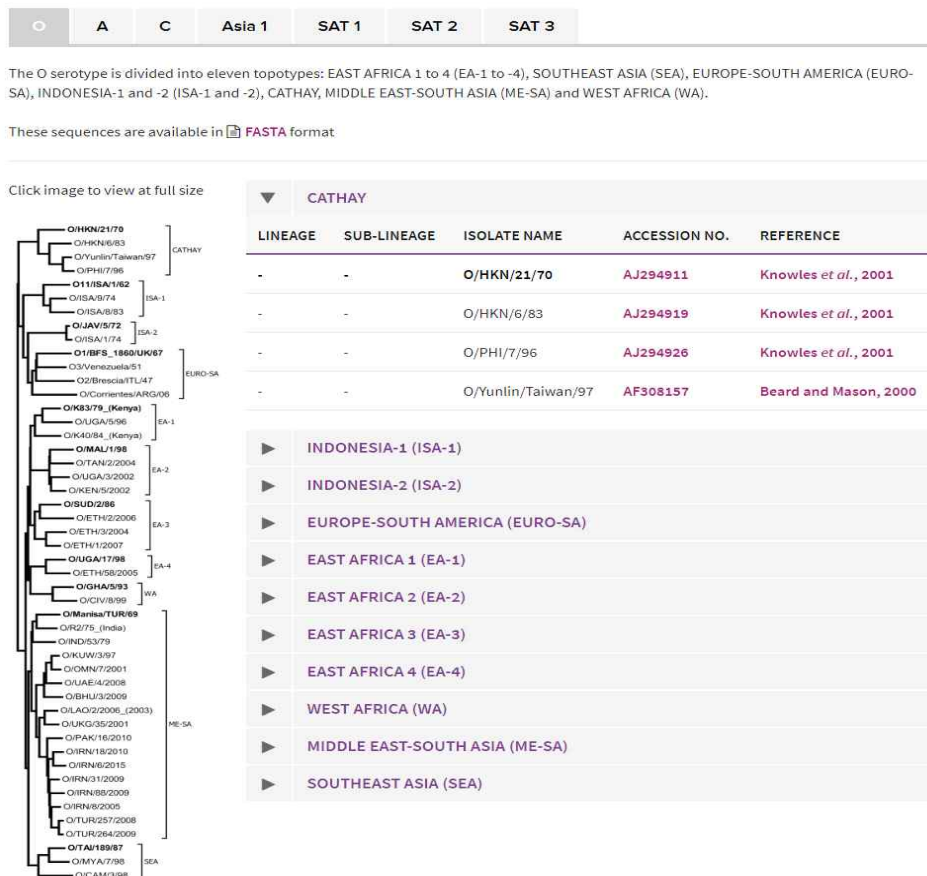 O A C Asia 1 SAT 1 SAT 2 SAT 3
The O serotype is divided into eleven topotypes: EAST AFRICA 1 to 4 (EA-1 to -4), SOUTHEAST ASIA (SEA), EUROPE-SOUTH AMERICA (EURO-
SA), INDONESIA-1 and -2 (ISA-1 and -2), CATHAY, MIDDLE EAST-SOUTH ASIA (ME-SA) and WEST AFRICA (WA).
These sequences are available in FASTA format
Click image to view at full size
O/HKN/21/70
O/HKN/6/83
O/Yunlin/Taiwan/97
O/PHI/7/96
CATHAY
O11/ISA/1/62
O/ISA/9/74
O/ISA/8/83
ISA-1
O/JAV/5/72
O/ISA/1/74
ISA-2
O1/BFS_1860/UK/67
O3/Venezuela/51
O2/Brescia/ITL/47
O/Corrientes/ARG/06
EURO-SA
O/K83/79_(Kenya)
O/UGA/5/96
O/K40/84_(Kenya)
EA-1
O/MAL/1/98
O/TAN/2/2004
O/UGA/3/2002
O/KEN/5/2002
EA-2
O/SUD/2/86
O/ETH/2/2006
O/ETH/3/2004
O/ETH/1/2007
EA-3
O/UGA/17/98
O/ETH/58/2005
EA-4
O/GHA/5/93
O/CIV/8/99
WA
O/Manisa/TUR/69
O/R2/75_(India)
O/IND/53/79
O/KUW/3/97
O/OMN/7/2001
O/UAE/4/2008
O/BHU/3/2009
O/LAO/2/2006_(2003)
O/UKG/35/2001
O/PAK/16/2010
O/IRN/18/2010
O/IRN/6/2015
O/IRN/31/2009
O/IRN/88/2009
O/IRN/8/2005
O/TUR/257/2008
O/TUR/264/2009
ME-SA
O/TAI/189/87
O/MYA/7/98
O/CAM/3/98
SEA
CATHAY
LINEAGE SUB-LINEAGE ISOLATE NAME ACCESSION NO. REFERENCE
- - O/HKN/21/70 AJ294911 Knowles et al., 2001
- - O/HKN/6/83 AJ294919 Knowles et al., 2001
- - O/PHI/7/96 AJ294926 Knowles et al., 2001
- - O/Yunlin/Taiwan/97 AF308157 Beard and Mason, 2000
INDONESIA-1 (ISA-1)
INDONESIA-2 (ISA-2)
EUROPE-SOUTH AMERICA (EURO-SA)
EAST AFRICA 1 (EA-1)
EAST AFRICA 2 (EA-2)
EAST AFRICA 3 (EA-3)
EAST AFRICA 4 (EA-4)
WEST AFRICA (WA)
MIDDLE EAST-SOUTH ASIA (ME-SA)
SOUTHEAST ASIA (SEA)